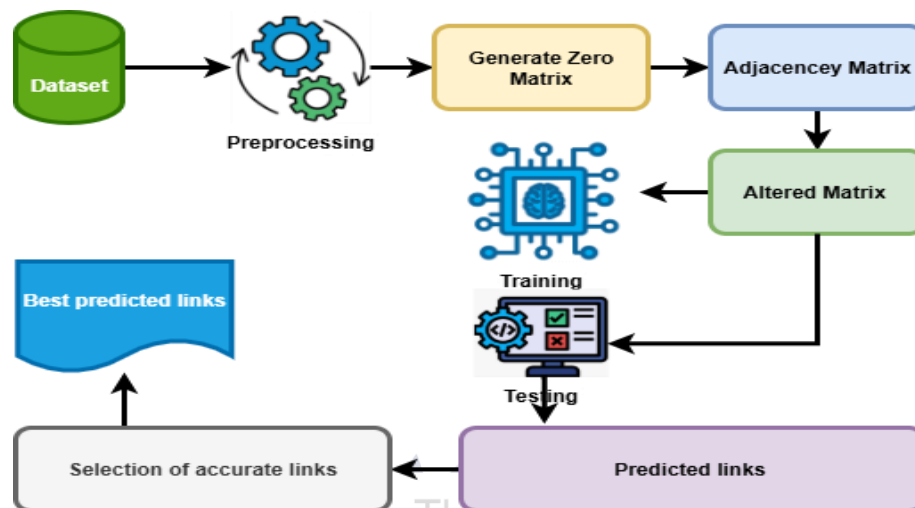 Dataset
Preprocessing
Generate Zero
Matrix
Adjacencey Matrix
Altered Matrix
Training
Testing
Best predicted links
Selection of accurate links
Predicted links